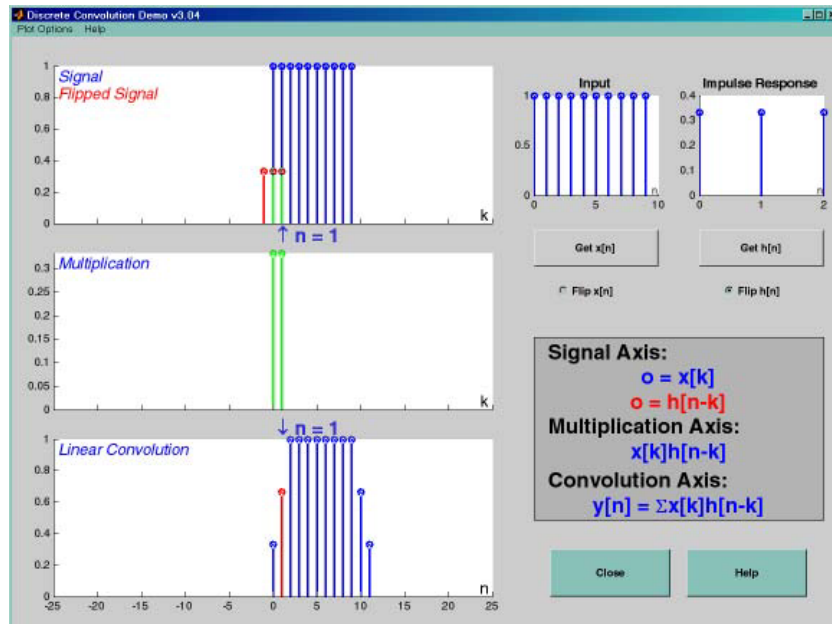 Discrete Convolution Demo v3.04
Plot Options Help
Signal
Flipped Signal
1
0.8
0.6
0.4
0.2
0
k
↑ n = 1
Multiplication
0.3
0.25
0.2
0.15
0.1
0.05
0
k
↓ n = 1
Linear Convolution
1
0.8
0.6
0.4
0.2
0
n
-25 -20 -15 -10 -5 0 5 10 15 20 25
Input
1
0.5
0
n
0 5 10
Impulse Response
0.4
0.3
0.2
0.1
0
n
0 1 2
Get x[n]
Get h[n]
Flip x[n]
Flip h[n]
Signal Axis:
o = x[k]
o = h[n-k]
Multiplication Axis:
x[k]h[n-k]
Convolution Axis:
y[n] = Σx[k]h[n-k]
Close
Help